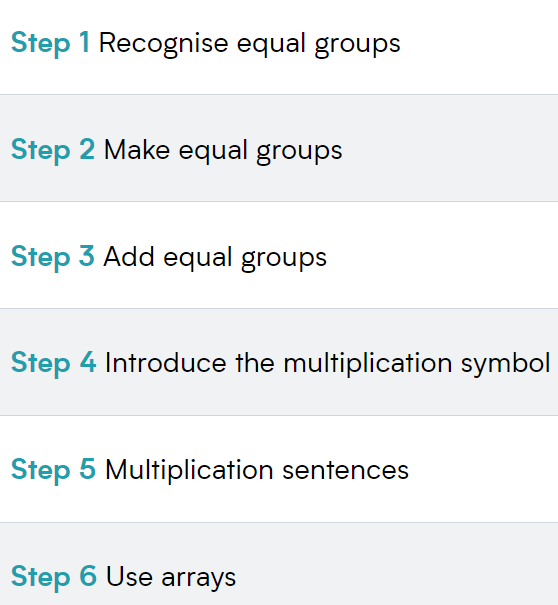 Step 1 Recognise equal groups
Step 2 Make equal groups
Step 3 Add equal groups
Step 4 Introduce the multiplication symbol
Step 5 Multiplication sentences
Step 6 Use arrays